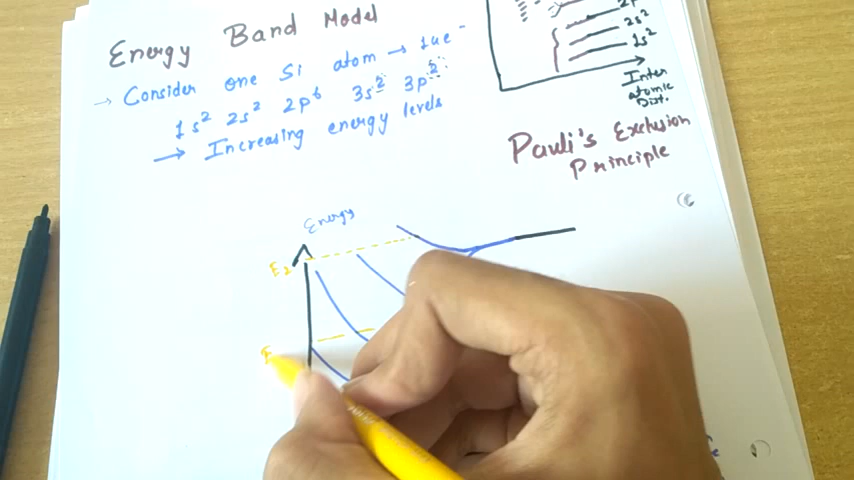 Energy Band Model
→ Consider one Si atom → 14e⁻
1s² 2s² 2p⁶ 3s² 3p²
→ Increasing energy levels
2s²
1s²
Inter
atomic
Dist.
Pauli's Exclusion
Principle
Energy
E₂